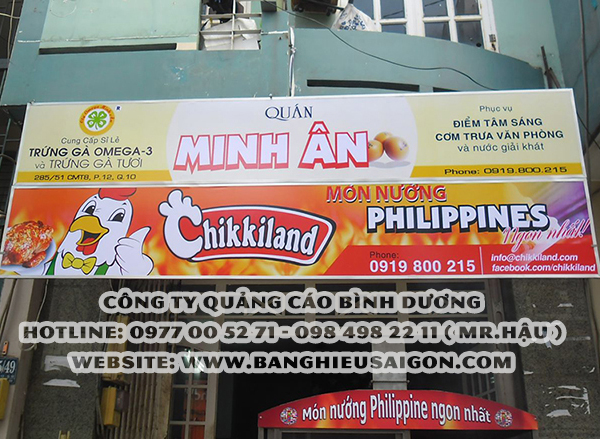 QUÁN
MINH ÂN
Cung Cấp Sỉ Lẻ
TRỨNG GÀ OMEGA-3
và TRỨNG GÀ TƯƠI
285/51 CMT8, P.12, Q.10
Phục vụ
ĐIỂM TÂM SÁNG
CƠM TRƯA VĂN PHÒNG
và nước giải khát
Phone: 0919.800.215
Chikkiland
MÓN NƯỚNG
PHILIPPINES
Ngon nhất!!
Phone:
0919 800 215
info@chikkiland.com
facebook.com/chikkiland
CÔNG TY QUẢNG CÁO BÌNH DƯƠNG
HOTLINE: 0977 00 52 71 - 098 498 22 11 ( MR.HẬU )
WEBSITE: WWW.BANGHIEUSAIGON.COM
Món nướng Philippine ngon nhất